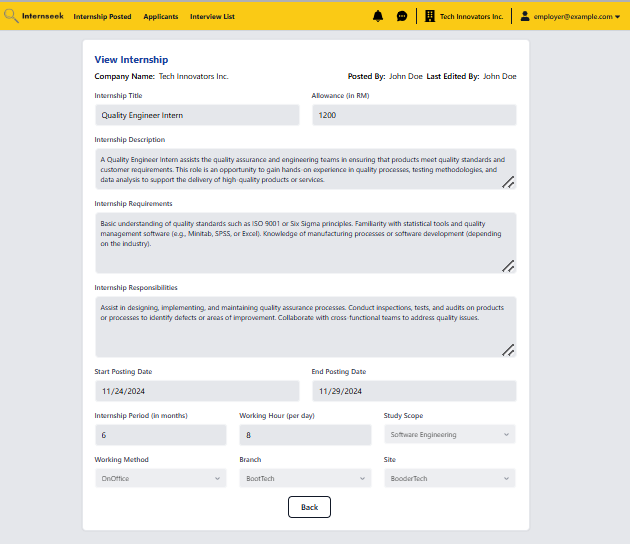 Internseek Internship Posted Applicants Interview List Tech Innovators Inc. employer@example.com
View Internship
Company Name: Tech Innovators Inc. Posted By: John Doe Last Edited By: John Doe
Internship Title Allowance (in RM)
Quality Engineer Intern 1200
Internship Description
A Quality Engineer Intern assists the quality assurance and engineering teams in ensuring that products meet quality standards and
customer requirements. This role is an opportunity to gain hands-on experience in quality processes, testing methodologies, and
data analysis to support the delivery of high-quality products or services.
Internship Requirements
Basic understanding of quality standards such as ISO 9001 or Six Sigma principles. Familiarity with statistical tools and quality
management software (e.g., Minitab, SPSS, or Excel). Knowledge of manufacturing processes or software development (depending
on the industry).
Internship Responsibilities
Assist in designing, implementing, and maintaining quality assurance processes. Conduct inspections, tests, and audits on products
or processes to identify defects or areas of improvement. Collaborate with cross-functional teams to address quality issues.
Start Posting Date End Posting Date
11/24/2024 11/29/2024
Internship Period (in months) Working Hour (per day) Study Scope
6 8 Software Engineering
Working Method Branch Site
OnOffice BootTech BooderTech
Back